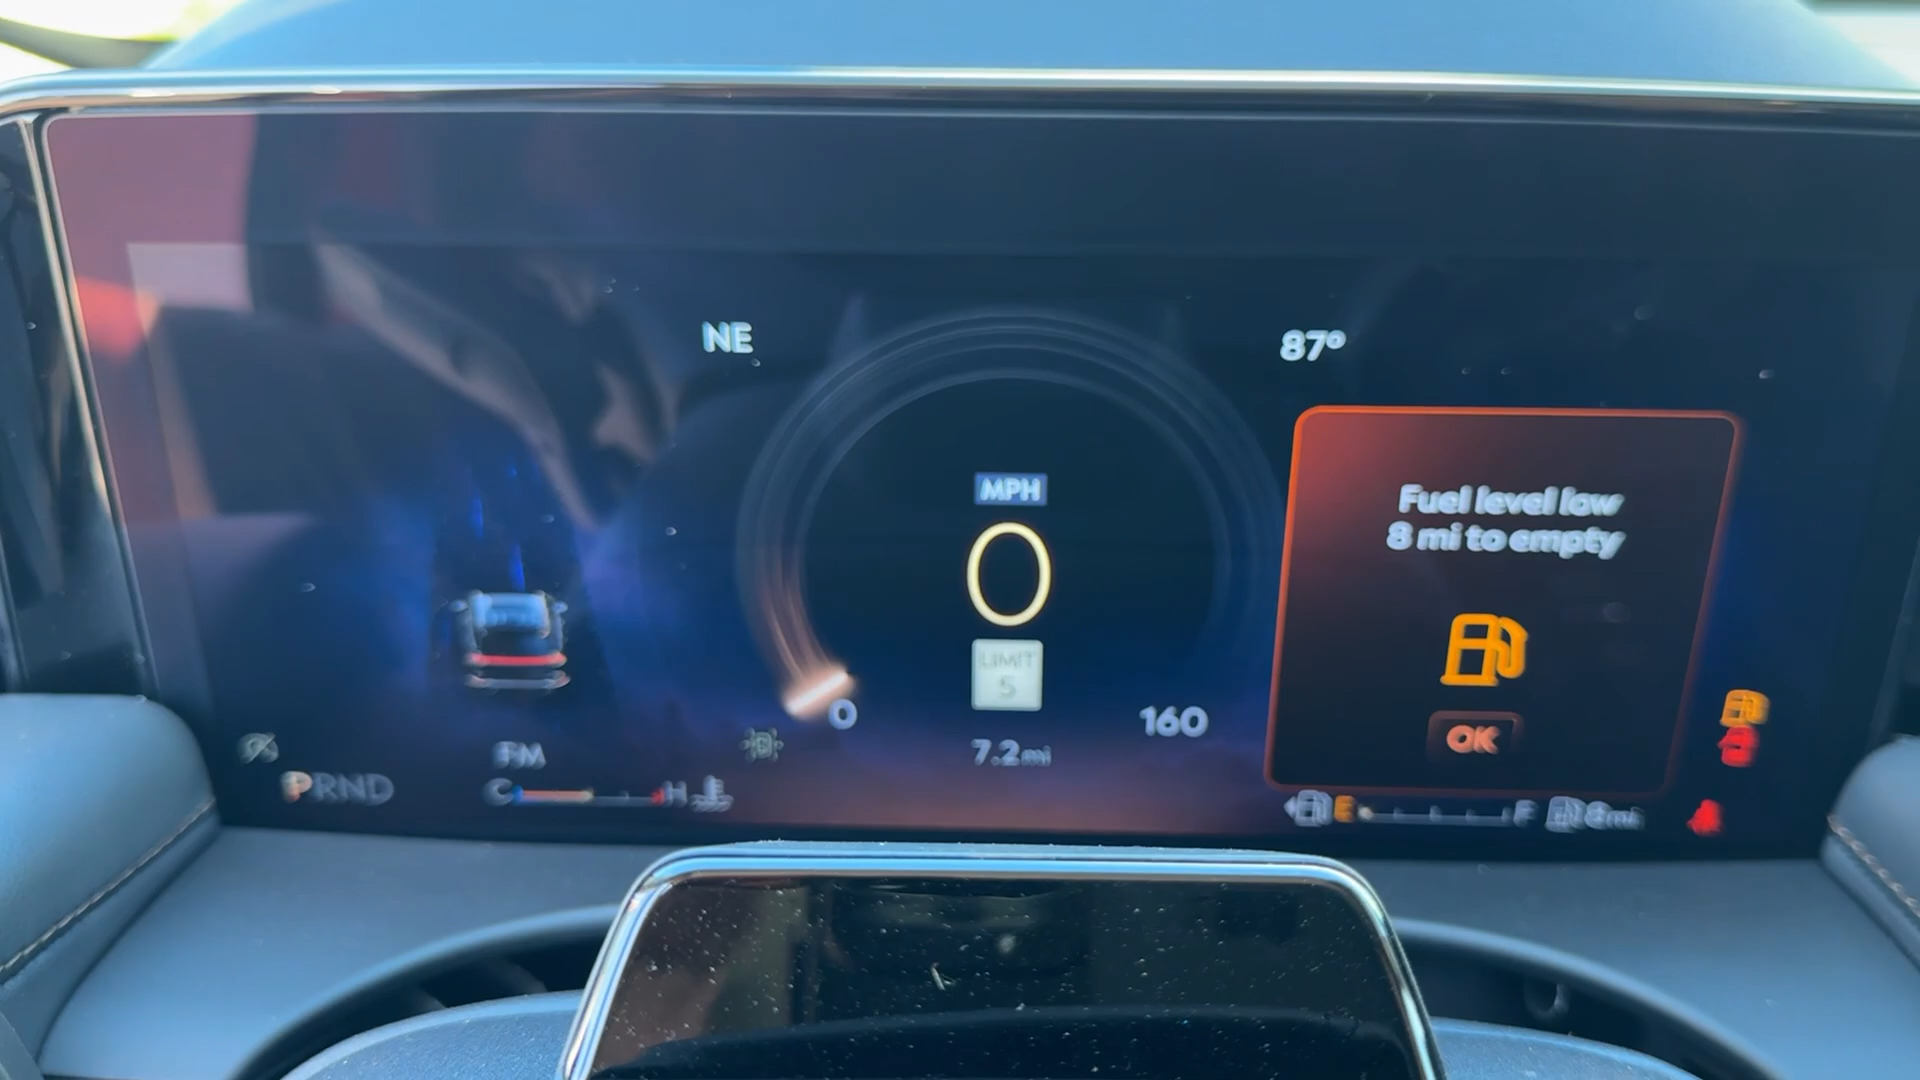 NE
87°
MPH
0
LIMIT
5
0
160
7.2mi
Fuel level low
8 mi to empty
OK
FM
PRND
C H
E F 8mi